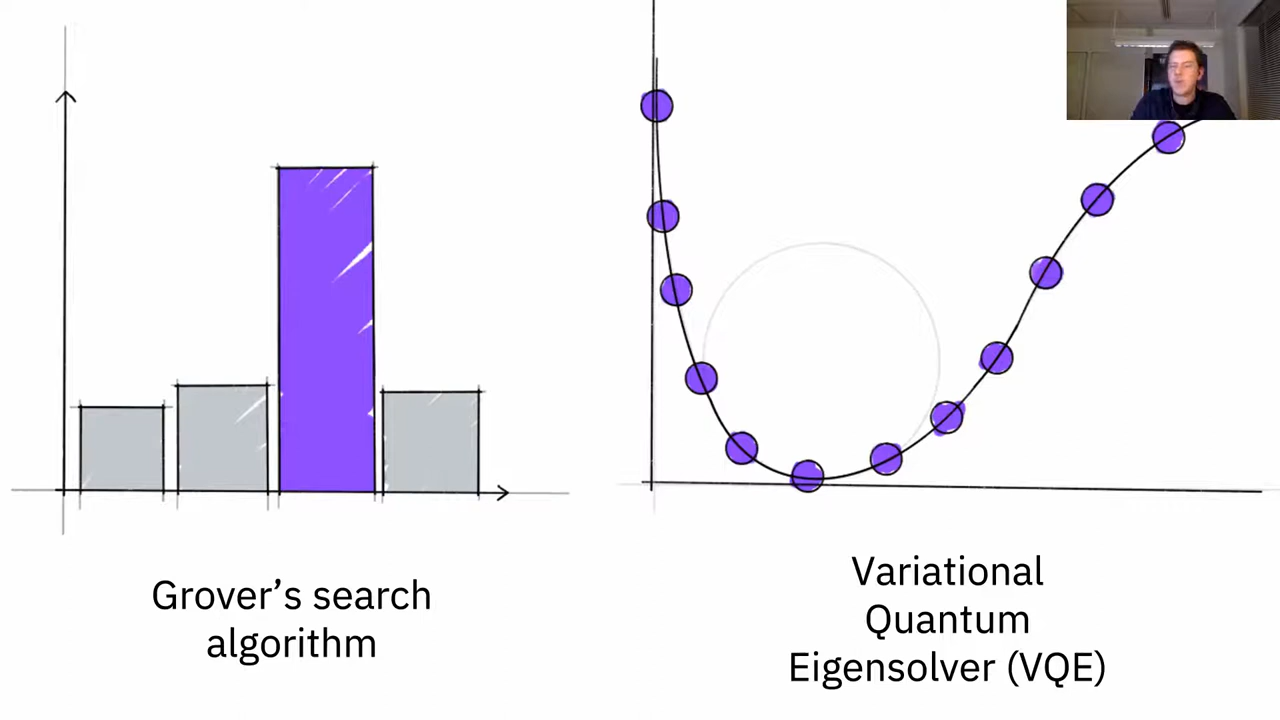 Grover’s search
algorithm
Variational
Quantum
Eigensolver (VQE)